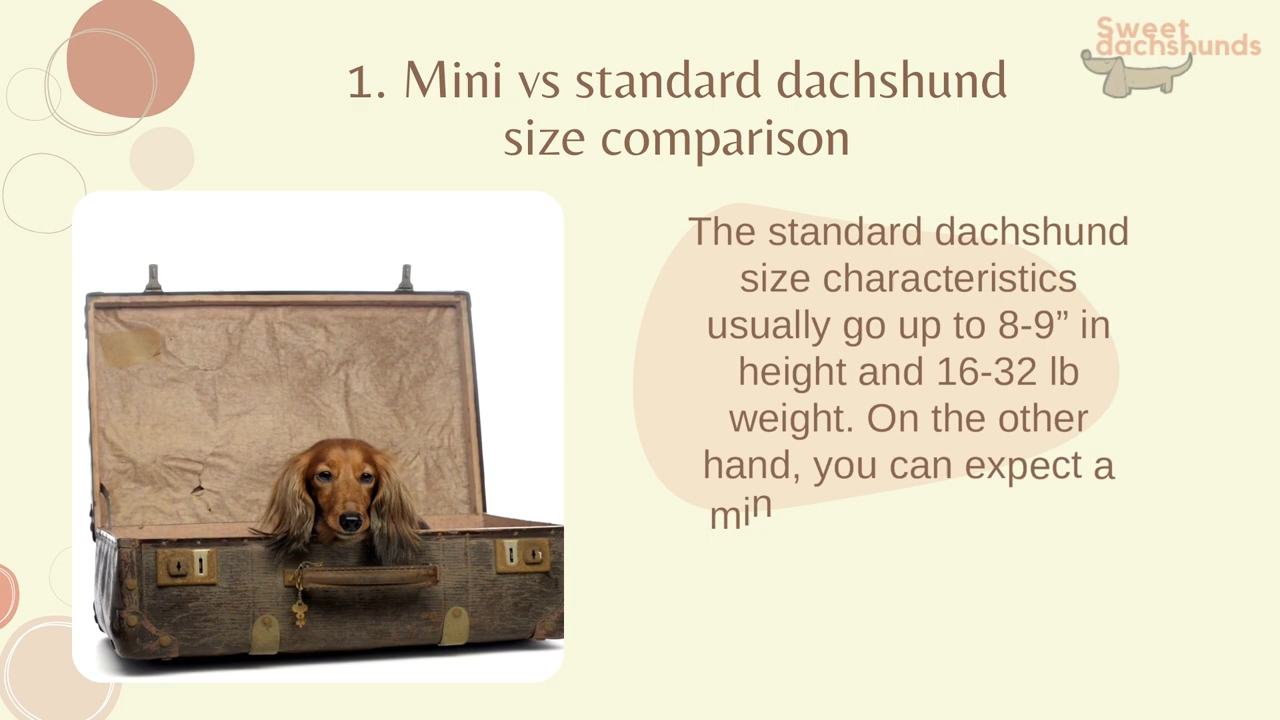 Sweet
dachshunds
1. Mini vs standard dachshund
size comparison
The standard dachshund
size characteristics
usually go up to 8-9” in
height and 16-32 lb
weight. On the other
hand, you can expect a
min